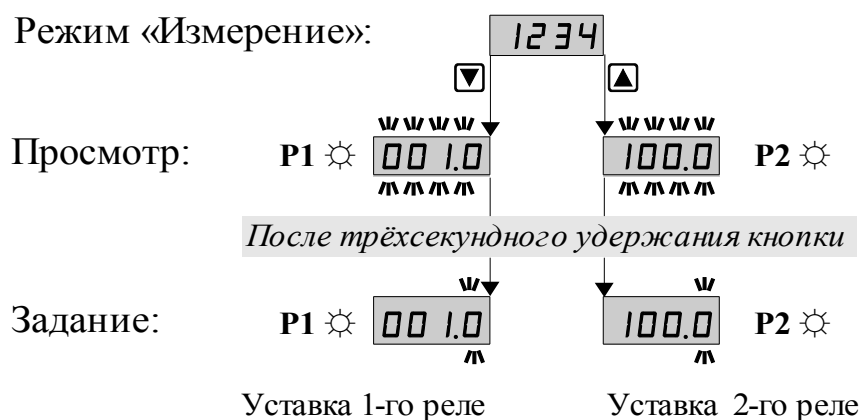 Режим «Измерение»: 1234
Просмотр: P1 001.0 100.0 P2
После трёхсекундного удержания кнопки
Задание: P1 001.0 100.0 P2
Уставка 1-го реле Уставка 2-го реле